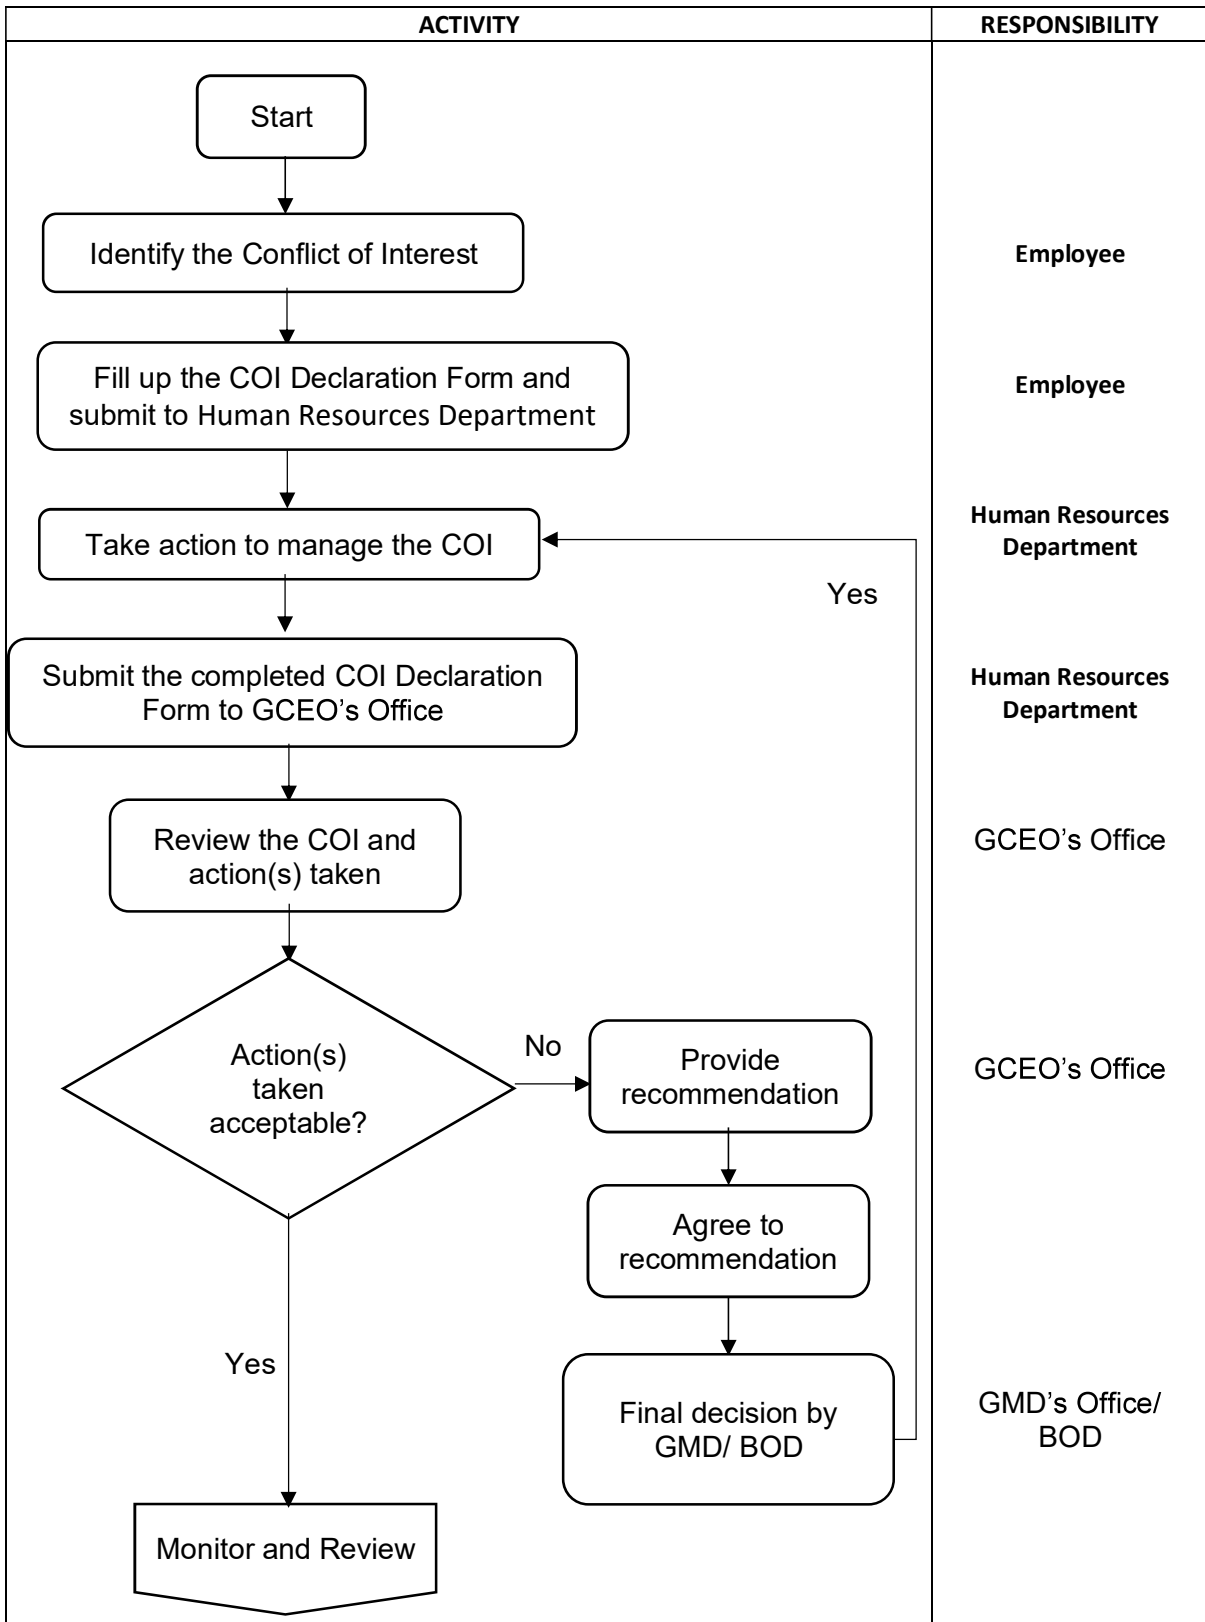 ACTIVITY
RESPONSIBILITY
Start
Identify the Conflict of Interest
Employee
Fill up the COI Declaration Form and
submit to Human Resources Department
Employee
Take action to manage the COI
Human Resources
Department
Yes
Submit the completed COI Declaration
Form to GCEO's Office
Human Resources
Department
Review the COI and
action(s) taken
GCEO's Office
Action(s)
taken
acceptable?
No
Provide
recommendation
GCEO's Office
Agree to
recommendation
Yes
Final decision by
GMD/ BOD
GMD's Office/
BOD
Monitor and Review